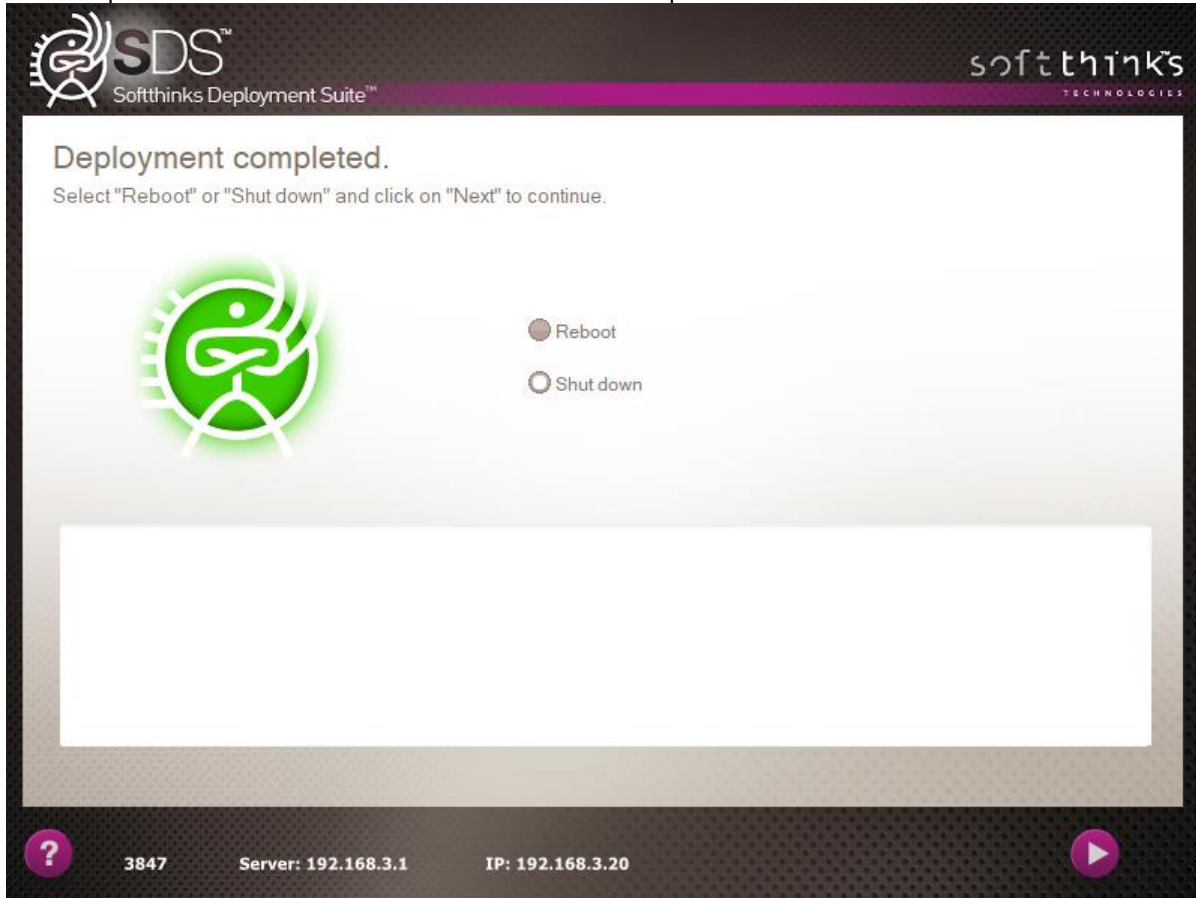 SDS™
Softthinks Deployment Suite™
softthinks™
TECHNOLOGIES
Deployment completed.
Select "Reboot" or "Shut down" and click on "Next" to continue.
Reboot
Shut down
? 3847 Server: 192.168.3.1 IP: 192.168.3.20